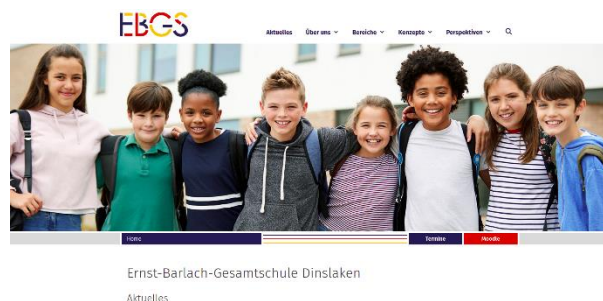 EBGS
Aktuelles Über uns Bereiche Konzepte Perspektiven
Home Termine Moodle
Ernst-Barlach-Gesamtschule Dinslaken
Aktuelles